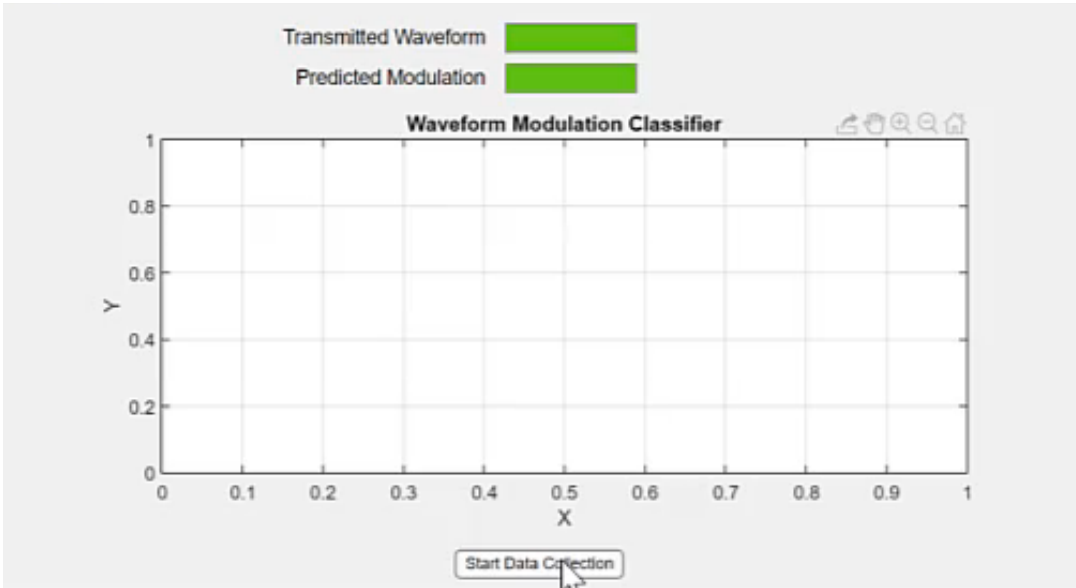 Transmitted Waveform
Predicted Modulation
Waveform Modulation Classifier
1
0.8
0.6
0.4
0.2
0
Y
0 0.1 0.2 0.3 0.4 0.5 0.6 0.7 0.8 0.9 1
X
Start Data Collection